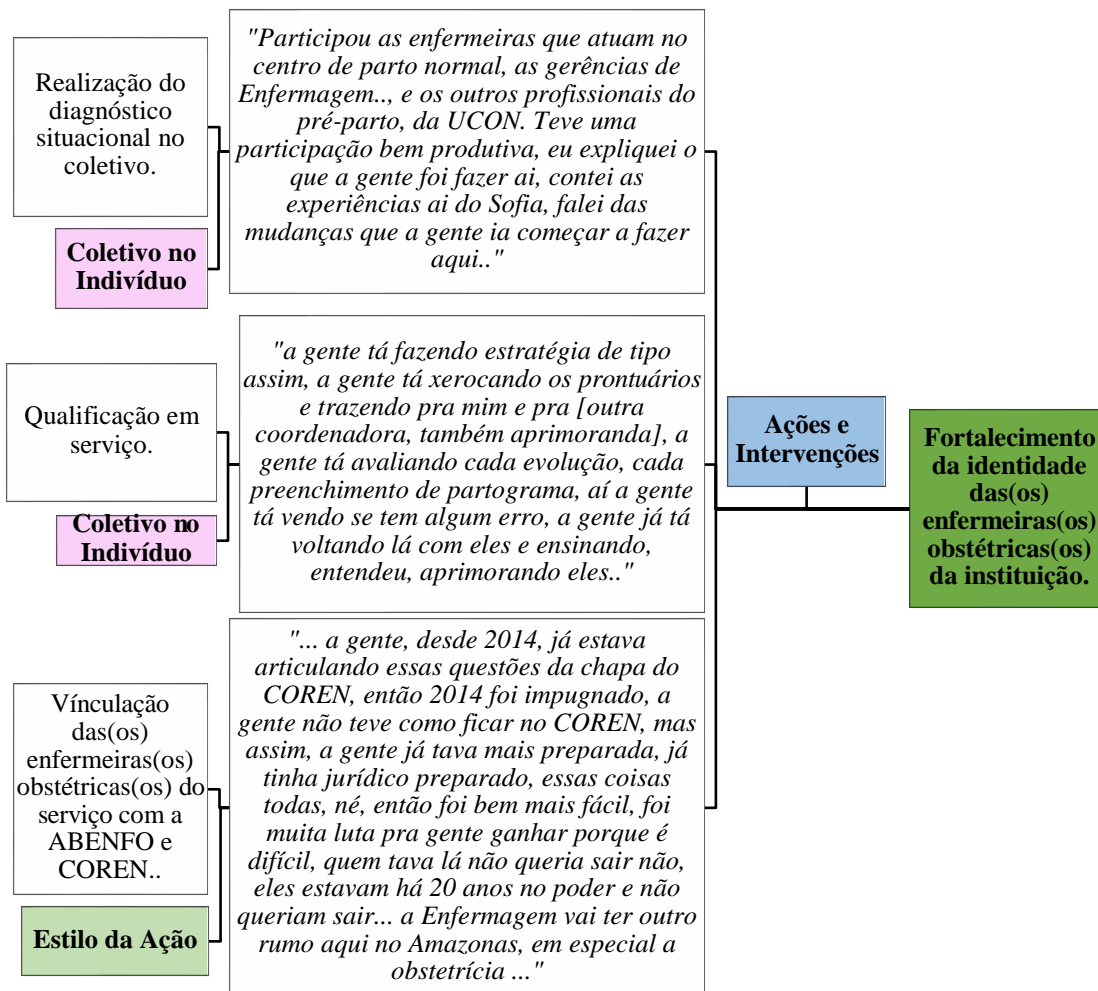 Realização do
diagnóstico
situacional no
coletivo.
Coletivo no
Indivíduo
"Participou as enfermeiras que atuam no
centro de parto normal, as gerências de
Enfermagem.., e os outros profissionais do
pré-parto, da UCON. Teve uma
participação bem produtiva, eu expliquei o
que a gente foi fazer ai, contei as
experiências ai do Sofia, falei das
mudanças que a gente ia começar a fazer
aqui.."
Qualificação em
serviço.
Coletivo no
Indivíduo
"a gente tá fazendo estratégia de tipo
assim, a gente tá xerocando os prontuários
e trazendo pra mim e pra [outra
coordenadora, também aprimoranda], a
gente tá avaliando cada evolução, cada
preenchimento de partograma, aí a gente
tá vendo se tem algum erro, a gente já tá
voltando lá com eles e ensinando,
entendeu, aprimorando eles.."
Vínculação
das(os)
enfermeiras(os)
obstétricas(os) do
serviço com a
ABENFO e
COREN..
Estilo da Ação
"... a gente, desde 2014, já estava
articulando essas questões da chapa do
COREN, então 2014 foi impugnado, a
gente não teve como ficar no COREN, mas
assim, a gente já tava mais preparada, já
tinha jurídico preparado, essas coisas
todas, né, então foi bem mais fácil, foi
muita luta pra gente ganhar porque é
difícil, quem tava lá não queria sair não,
eles estavam há 20 anos no poder e não
queriam sair... a Enfermagem vai ter outro
rumo aqui no Amazonas, em especial a
obstetrícia ..."
Ações e
Intervenções
Fortalecimento
da identidade
das(os)
enfermeiras(os)
obstétricas(os)
da instituição.